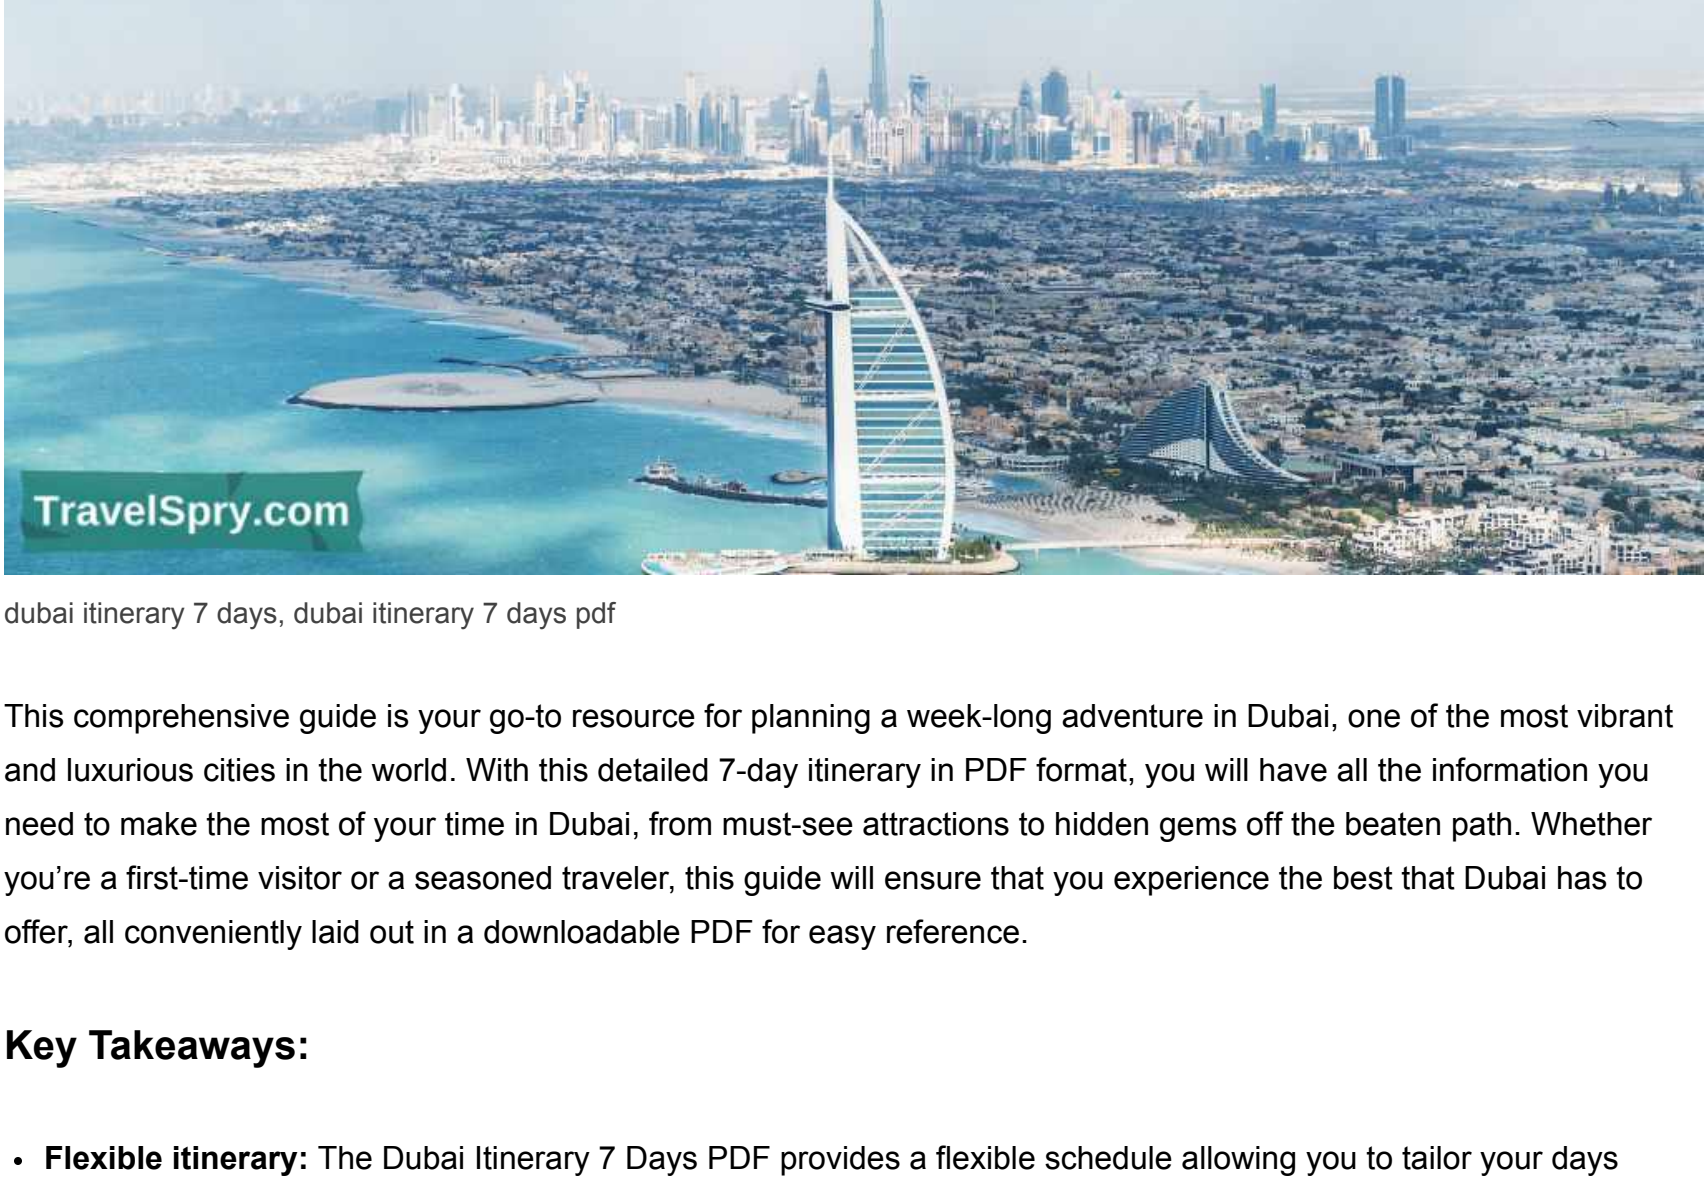 TravelSpry.com
dubai itinerary 7 days, dubai itinerary 7 days pdf
This comprehensive guide is your go-to resource for planning a week-long adventure in Dubai, one of the most vibrant
and luxurious cities in the world. With this detailed 7-day itinerary in PDF format, you will have all the information you
need to make the most of your time in Dubai, from must-see attractions to hidden gems off the beaten path. Whether
you’re a first-time visitor or a seasoned traveler, this guide will ensure that you experience the best that Dubai has to
offer, all conveniently laid out in a downloadable PDF for easy reference.
Key Takeaways:
• Flexible itinerary: The Dubai Itinerary 7 Days PDF provides a flexible schedule allowing you to tailor your days